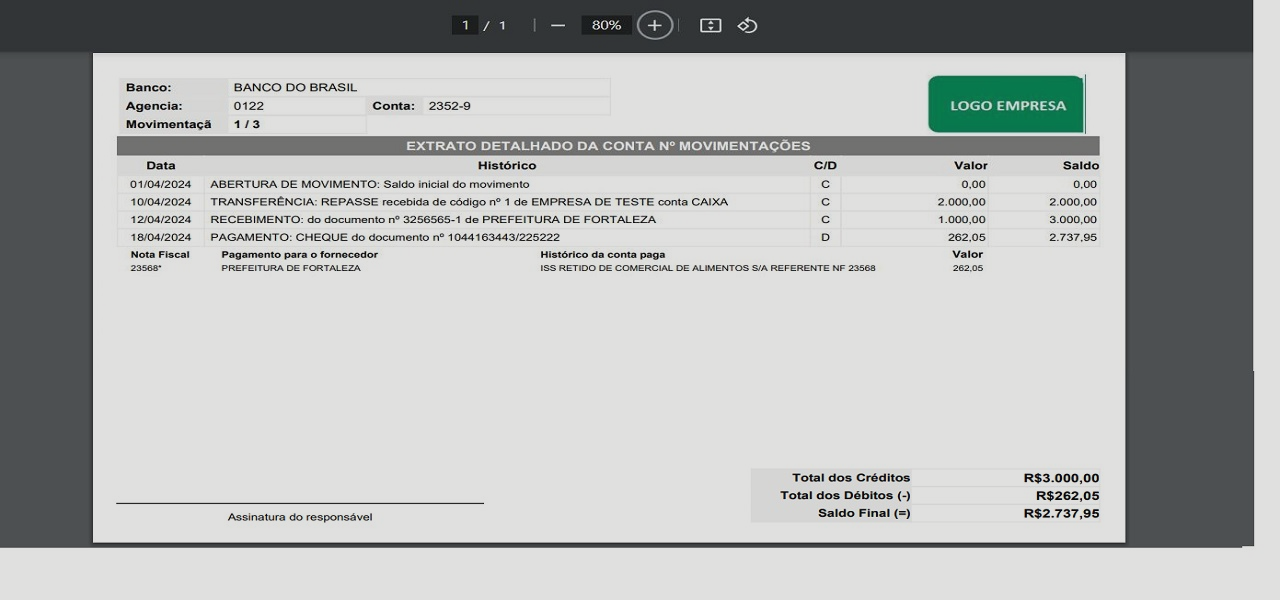 1 / 1 80%
Banco: BANCO DO BRASIL
Agencia: 0122 Conta: 2352-9
Movimentaçã 1 / 3
LOGO EMPRESA
EXTRATO DETALHADO DA CONTA Nº MOVIMENTAÇÕES
Data Histórico C/D Valor Saldo
01/04/2024 ABERTURA DE MOVIMENTO: Saldo inicial do movimento C 0,00 0,00
10/04/2024 TRANSFERÊNCIA: REPASSE recebida de código nº 1 de EMPRESA DE TESTE conta CAIXA C 2.000,00 2.000,00
12/04/2024 RECEBIMENTO: do documento nº 3256565-1 de PREFEITURA DE FORTALEZA C 1.000,00 3.000,00
18/04/2024 PAGAMENTO: CHEQUE do documento nº 1044163443/225222 D 262,05 2.737,95
Nota Fiscal Pagamento para o fornecedor Histórico da conta paga Valor
23568* PREFEITURA DE FORTALEZA ISS RETIDO DE COMERCIAL DE ALIMENTOS S/A REFERENTE NF 23568 262,05
Total dos Créditos R$3.000,00
Total dos Débitos (-) R$262,05
Saldo Final (=) R$2.737,95
Assinatura do responsável